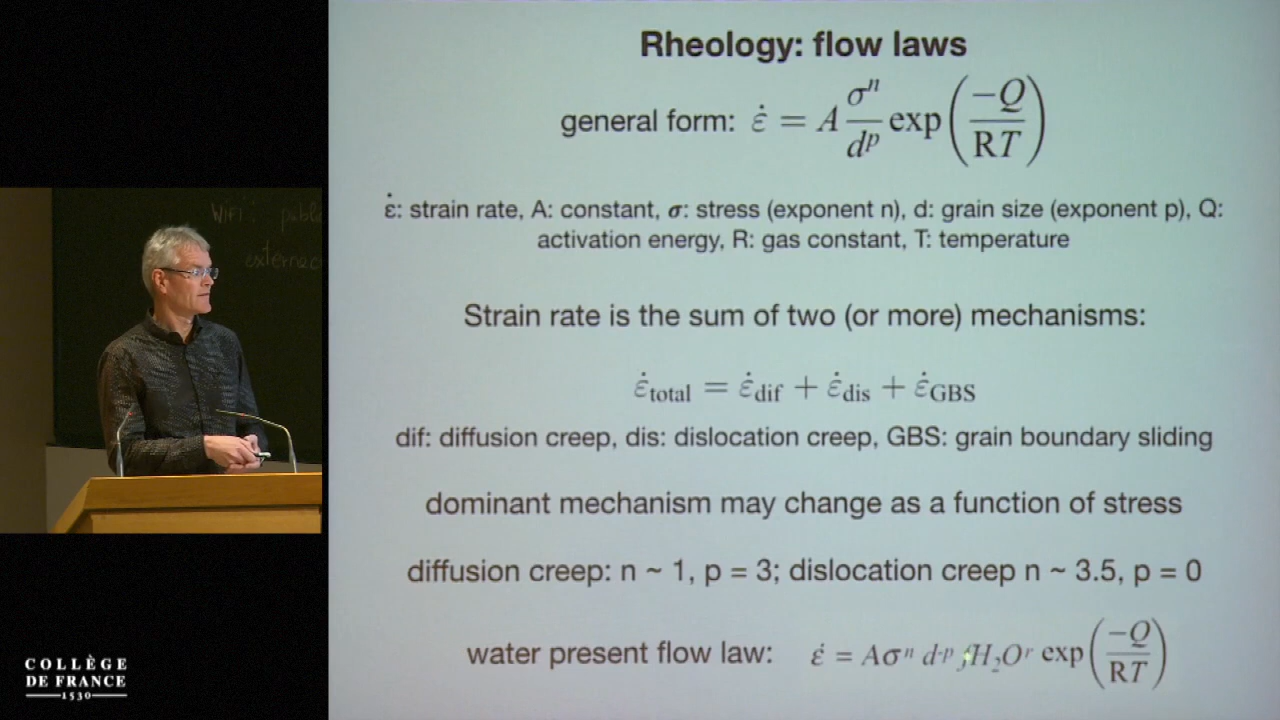 Rheology: flow laws
general form: ε̇ = A σⁿ/dᵖ exp(−Q/RT)
ε̇: strain rate, A: constant, σ: stress (exponent n), d: grain size (exponent p), Q:
activation energy, R: gas constant, T: temperature
Strain rate is the sum of two (or more) mechanisms:
ε̇total = ε̇dif + ε̇dis + ε̇GBS
dif: diffusion creep, dis: dislocation creep, GBS: grain boundary sliding
dominant mechanism may change as a function of stress
diffusion creep: n ~ 1, p = 3; dislocation creep n ~ 3.5, p = 0
water present flow law: ε̇ = Aσⁿ d⁻ᵖ fH₂Oʳ exp(−Q/RT)
WiFi :
COLLÈGE
DE FRANCE
1530